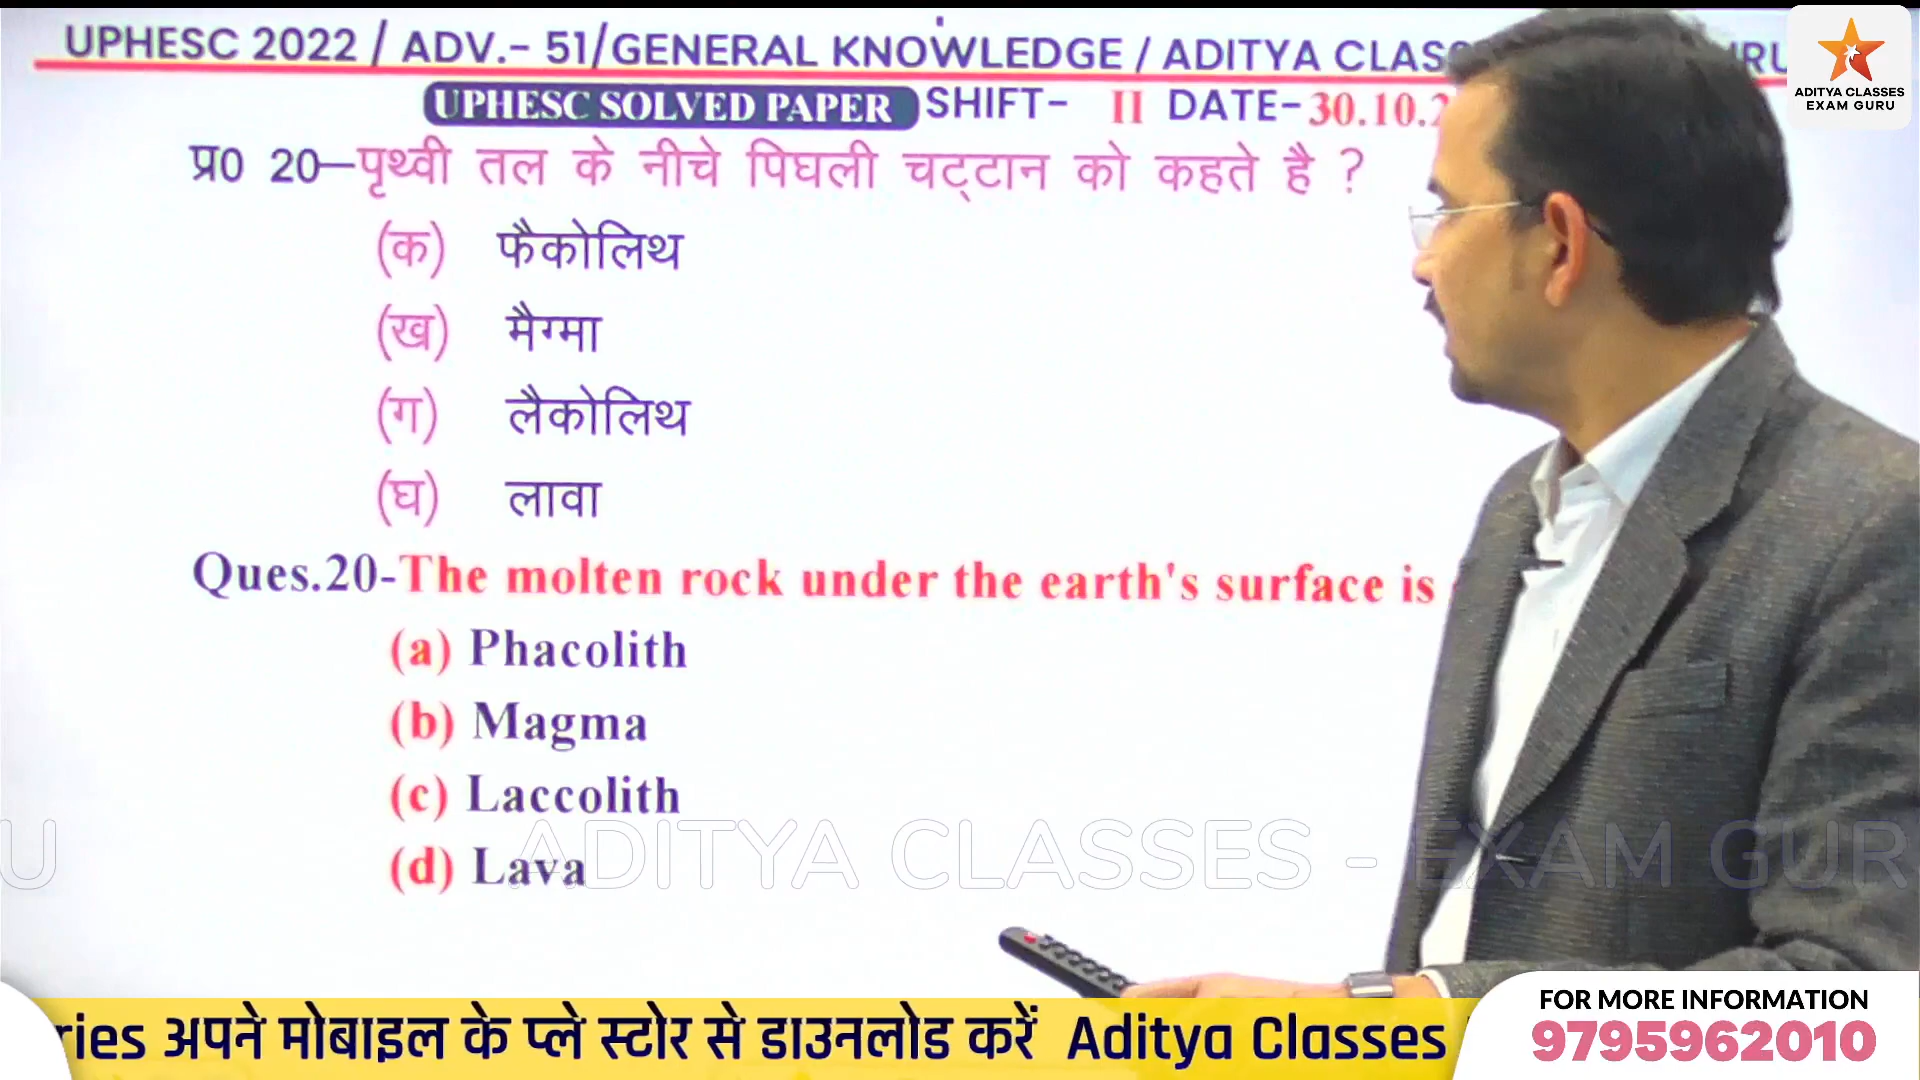 UPHESC 2022 / ADV.- 51/GENERAL KNOWLEDGE / ADITYA CLAS
UPHESC SOLVED PAPER SHIFT- II DATE-30.10.2
प्र0 20–पृथ्वी तल के नीचे पिघली चट्टान को कहते है ?
(क) फैकोलिथ
(ख) मैग्मा
(ग) लैकोलिथ
(घ) लावा
Ques.20-The molten rock under the earth's surface is
(a) Phacolith
(b) Magma
(c) Laccolith
(d) Lava
ADITYA CLASSES
EXAM GURU
U ADITYA CLASSES - EXAM GUR
ries अपने मोबाइल के प्ले स्टोर से डाउनलोड करें Aditya Classes
FOR MORE INFORMATION
9795962010